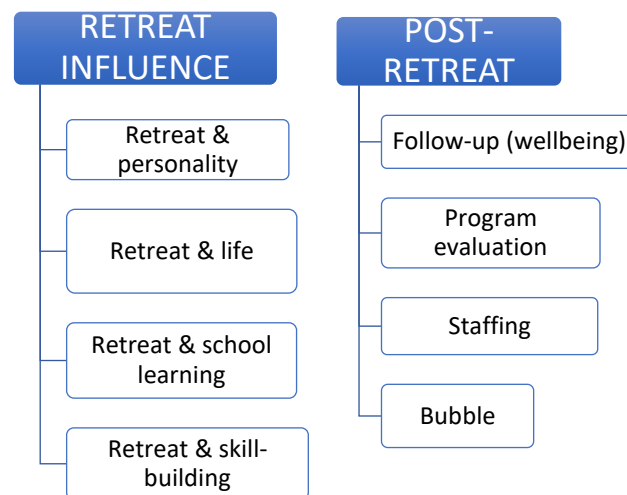 RETREAT
INFLUENCE
Retreat &
personality
Retreat & life
Retreat & school
learning
Retreat & skill-
building
POST-
RETREAT
Follow-up (wellbeing)
Program
evaluation
Staffing
Bubble